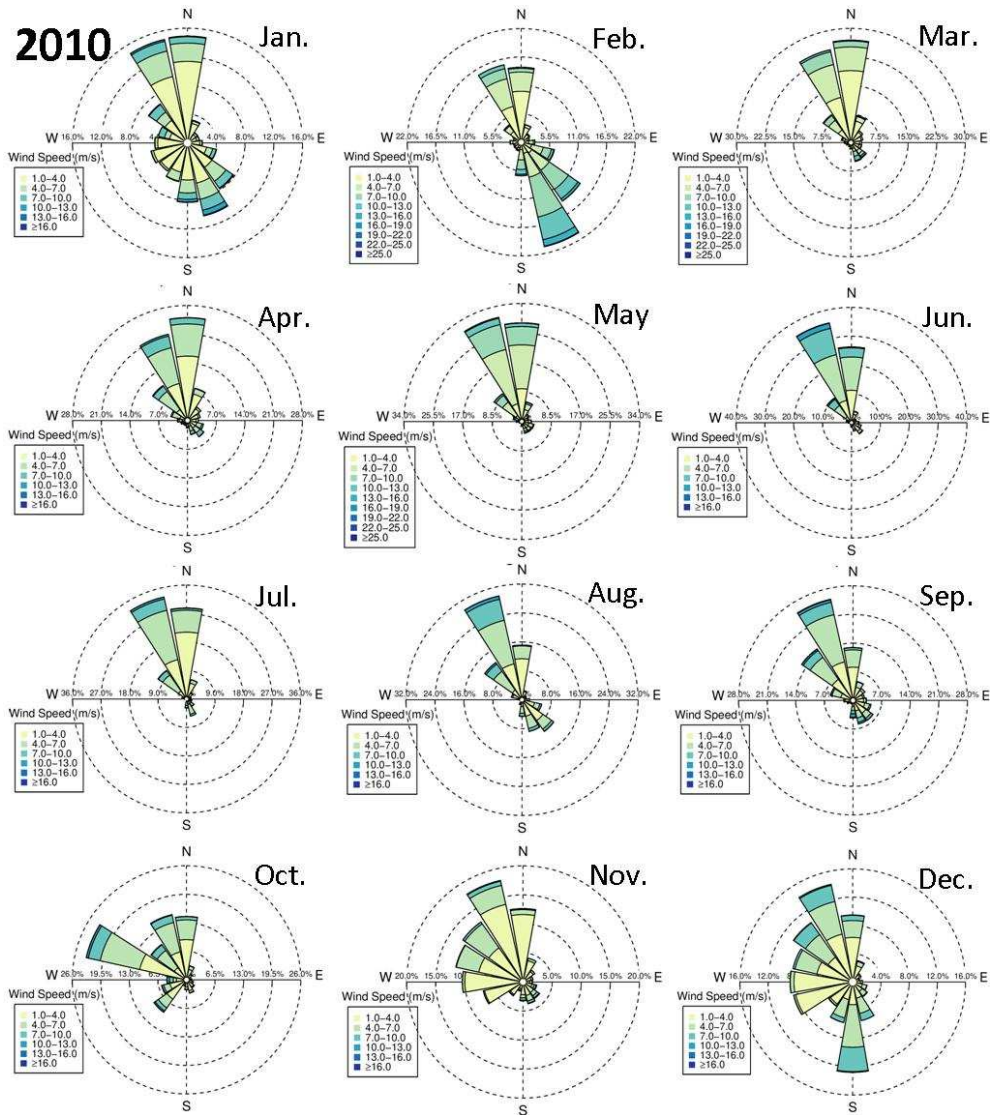 2010
Jan.
N
W 16.0% 12.0% 8.0% 4.0% 8.0% 12.0% 16.0% E
S
Wind Speed (m/s)
1.0–4.0
4.0–7.0
7.0–10.0
10.0–13.0
13.0–16.0
≥16.0
Feb.
N
W 22.0% 16.5% 11.0% 5.5% 5.5% 11.0% 16.5% 22.0% E
S
Wind Speed (m/s)
1.0–4.0
4.0–7.0
7.0–10.0
10.0–13.0
13.0–16.0
16.0–19.0
19.0–22.0
22.0–25.0
≥25.0
Mar.
N
W 30.0% 22.5% 15.0% 7.5% 7.5% 15.0% 22.5% 30.0% E
S
Wind Speed (m/s)
1.0–4.0
4.0–7.0
7.0–10.0
10.0–13.0
13.0–16.0
16.0–19.0
19.0–22.0
22.0–25.0
≥25.0
Apr.
N
W 28.0% 21.0% 14.0% 7.0% 7.0% 14.0% 21.0% 28.0% E
S
Wind Speed (m/s)
1.0–4.0
4.0–7.0
7.0–10.0
10.0–13.0
13.0–16.0
≥16.0
May
N
W 34.0% 25.5% 17.0% 8.5% 8.5% 17.0% 25.5% 34.0% E
S
Wind Speed (m/s)
1.0–4.0
4.0–7.0
7.0–10.0
10.0–13.0
13.0–16.0
16.0–19.0
19.0–22.0
22.0–25.0
≥25.0
Jun.
N
W 40.0% 30.0% 20.0% 10.0% 10.0% 20.0% 30.0% 40.0% E
S
Wind Speed (m/s)
1.0–4.0
4.0–7.0
7.0–10.0
10.0–13.0
13.0–16.0
≥16.0
Jul.
N
W 36.0% 27.0% 18.0% 9.0% 9.0% 18.0% 27.0% 36.0% E
S
Wind Speed (m/s)
1.0–4.0
4.0–7.0
7.0–10.0
10.0–13.0
13.0–16.0
≥16.0
Aug.
N
W 32.0% 24.0% 16.0% 8.0% 8.0% 16.0% 24.0% 32.0% E
S
Wind Speed (m/s)
1.0–4.0
4.0–7.0
7.0–10.0
10.0–13.0
13.0–16.0
≥16.0
Sep.
N
W 28.0% 21.0% 14.0% 7.0% 7.0% 14.0% 21.0% 28.0% E
S
Wind Speed (m/s)
1.0–4.0
4.0–7.0
7.0–10.0
10.0–13.0
13.0–16.0
≥16.0
Oct.
N
W 26.0% 19.5% 13.0% 6.5% 13.0% 19.5% 26.0% E
S
Wind Speed (m/s)
1.0–4.0
4.0–7.0
7.0–10.0
10.0–13.0
13.0–16.0
≥16.0
Nov.
N
W 20.0% 15.0% 5.0% 10.0% 15.0% 20.0% E
S
Wind Speed (m/s)
1.0–4.0
4.0–7.0
7.0–10.0
10.0–13.0
13.0–16.0
≥16.0
Dec.
N
W 16.0% 12.0% 4.0% 8.0% 12.0% 16.0% E
S
Wind Speed (m/s)
1.0–4.0
4.0–7.0
7.0–10.0
10.0–13.0
13.0–16.0
≥16.0